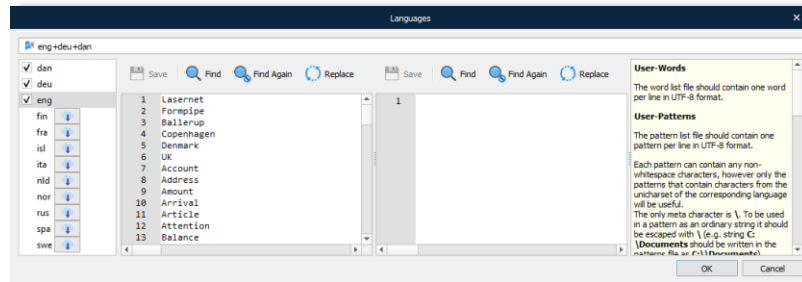 Languages
eng+deu+dan
dan
deu
eng
fin
fra
isl
ita
nld
nor
rus
spa
swe
Save Find Find Again Replace
1 Lasernet
2 Formpipe
3 Ballerup
4 Copenhagen
5 Denmark
6 UK
7 Account
8 Address
9 Amount
10 Arrival
11 Article
12 Attention
13 Balance
Save Find Find Again Replace
1
User-Words
The word list file should contain one word
per line in UTF-8 format.
User-Patterns
The pattern list file should contain one
pattern per line in UTF-8 format.
Each pattern can contain any non-
whitespace characters, however only the
patterns that contain characters from the
unicharset of the corresponding language
will be useful.
The only meta character is \. To be used
in a pattern as an ordinary string it should
be escaped with \ (e.g. string C:
\Documents should be written in the
patterns file as C:\\Documents)
OK Cancel